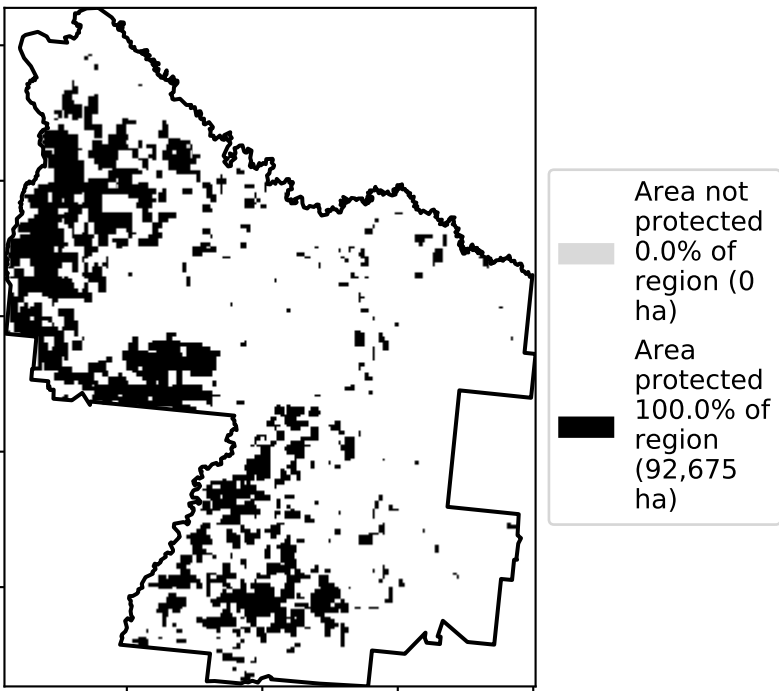 Area not
protected
0.0% of
region (0
ha)
Area
protected
100.0% of
region
(92,675
ha)